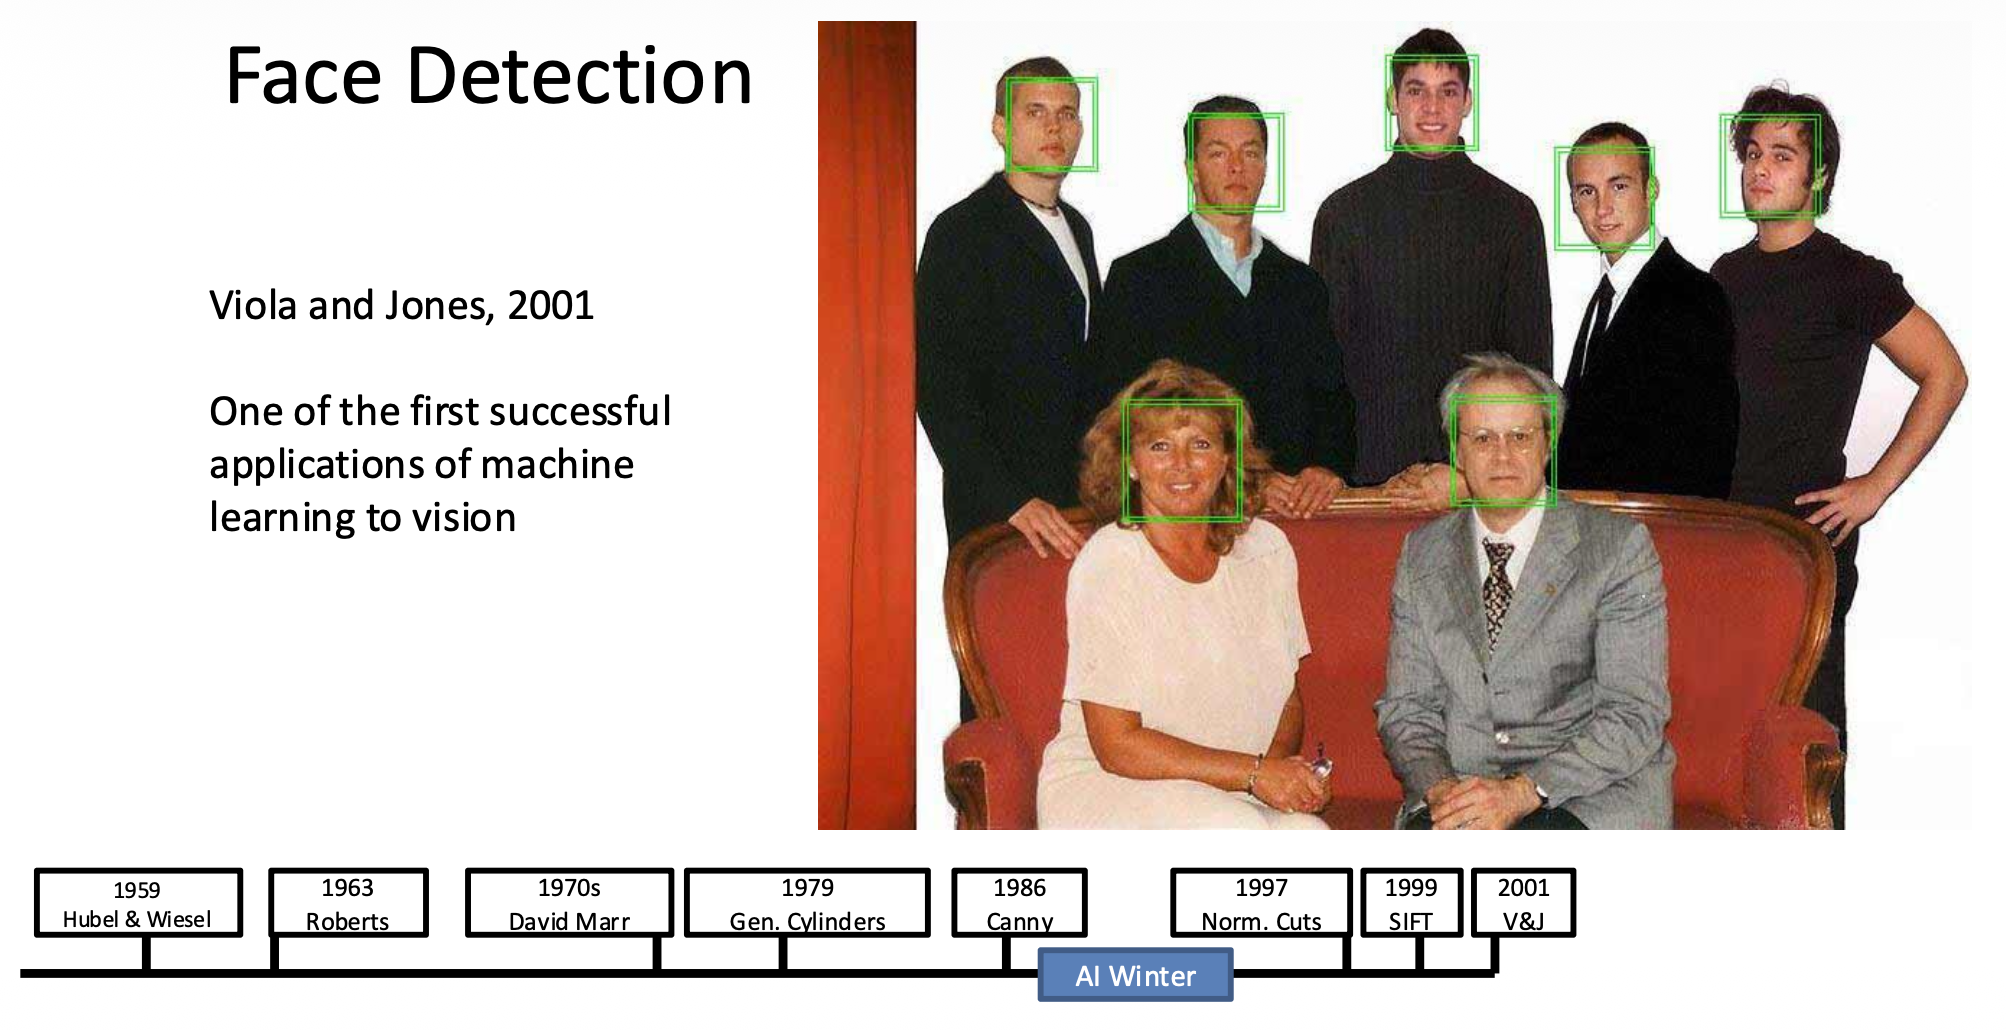 Face Detection
Viola and Jones, 2001
One of the first successful
applications of machine
learning to vision
1959
Hubel & Wiesel
1963
Roberts
1970s
David Marr
1979
Gen. Cylinders
1986
Canny
1997
Norm. Cuts
1999
SIFT
2001
V&J
AI Winter